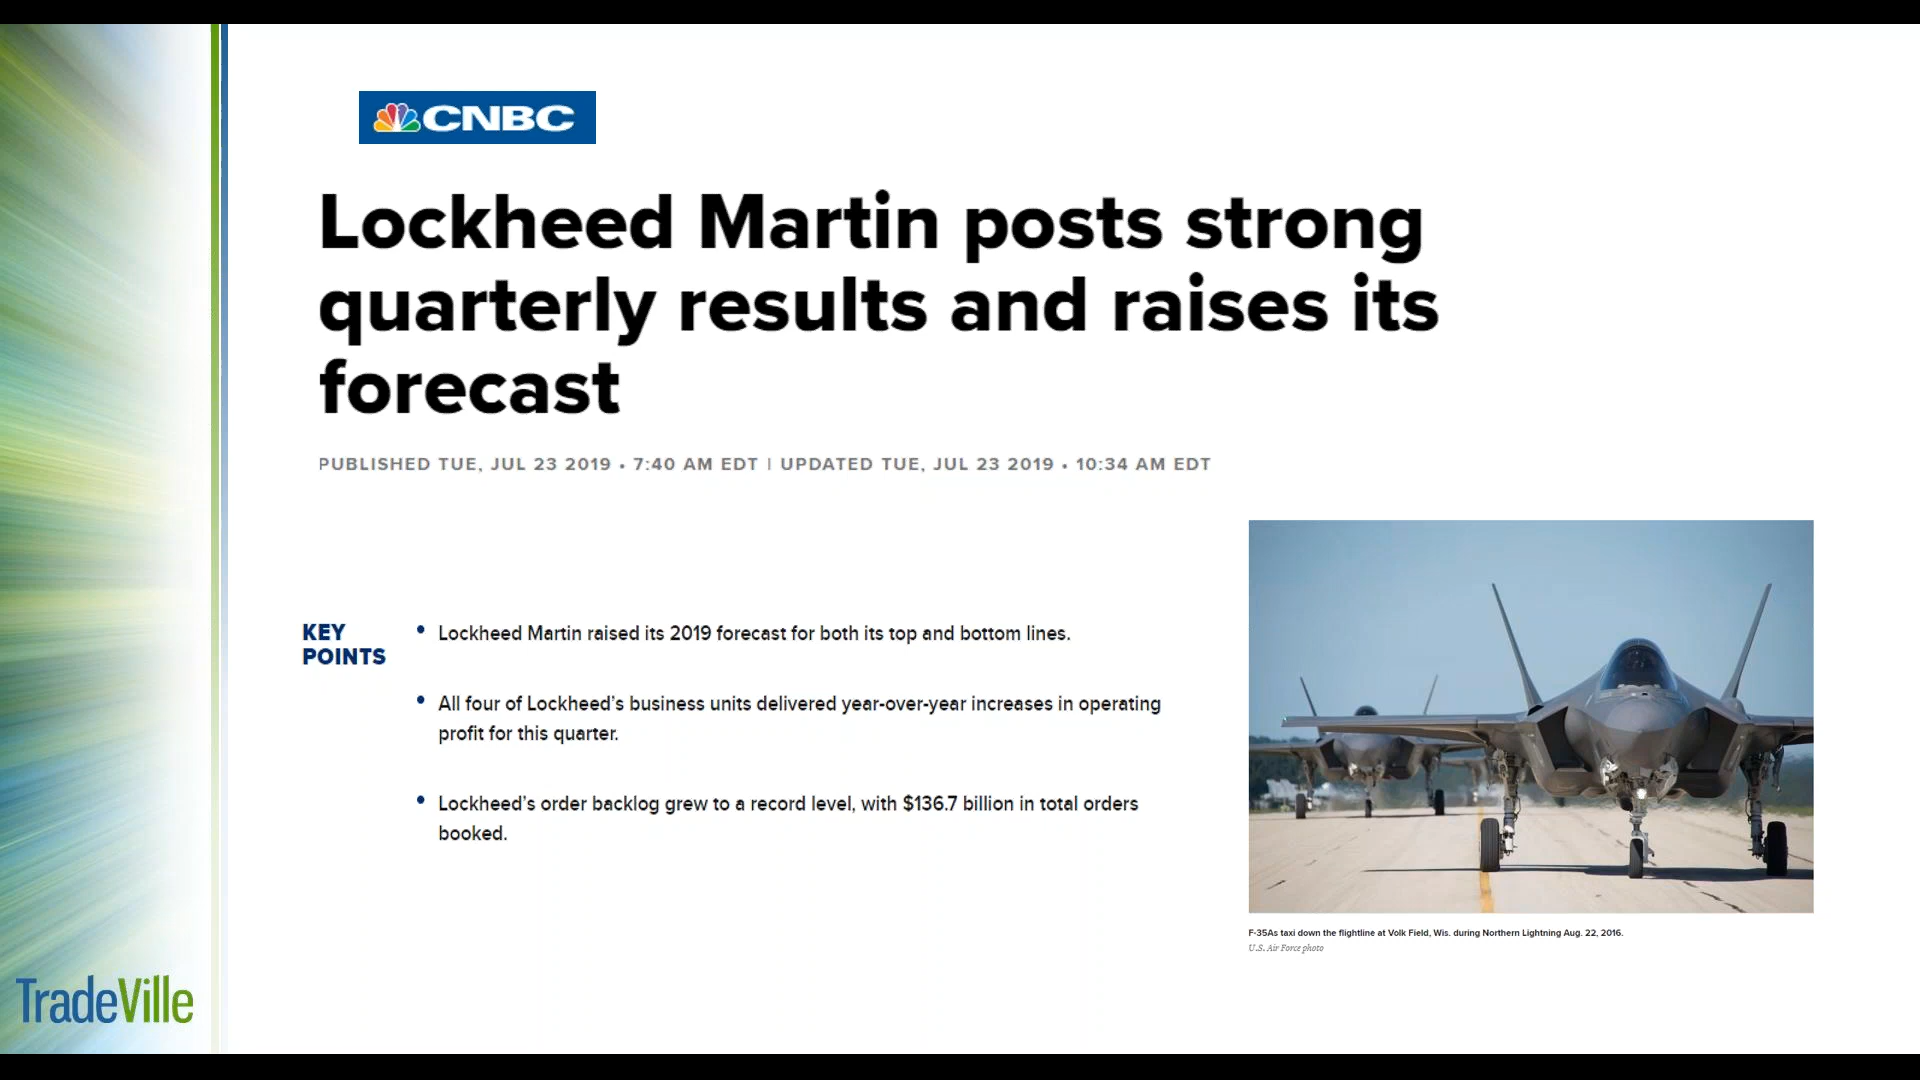 CNBC
Lockheed Martin posts strong
quarterly results and raises its
forecast
PUBLISHED TUE, JUL 23 2019 • 7:40 AM EDT | UPDATED TUE, JUL 23 2019 • 10:34 AM EDT
KEY
POINTS
• Lockheed Martin raised its 2019 forecast for both its top and bottom lines.
• All four of Lockheed's business units delivered year-over-year increases in operating
profit for this quarter.
• Lockheed's order backlog grew to a record level, with $136.7 billion in total orders
booked.
F-35As taxi down the flightline at Volk Field, Wis. during Northern Lightning Aug. 22, 2016.
U.S. Air Force photo
TradeVille